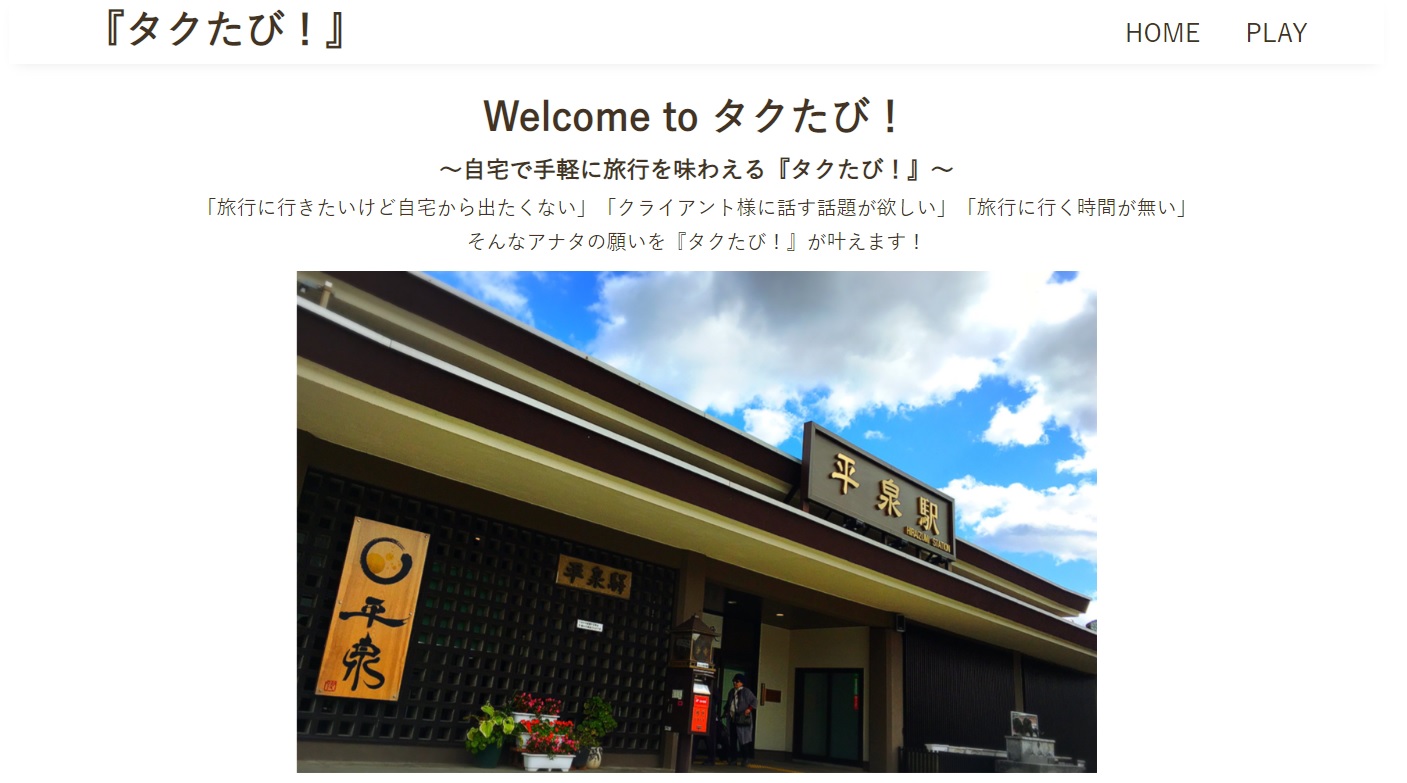 『タクたび！』
HOME PLAY
Welcome to タクたび！
～自宅で手軽に旅行を味わえる『タクたび！』～
「旅行に行きたいけど自宅から出たくない」「クライアント様に話す話題が欲しい」「旅行に行く時間が無い」
そんなアナタの願いを『タクたび！』が叶えます！
平泉駅
HIRAIZUMI STATION
平泉駅
平泉